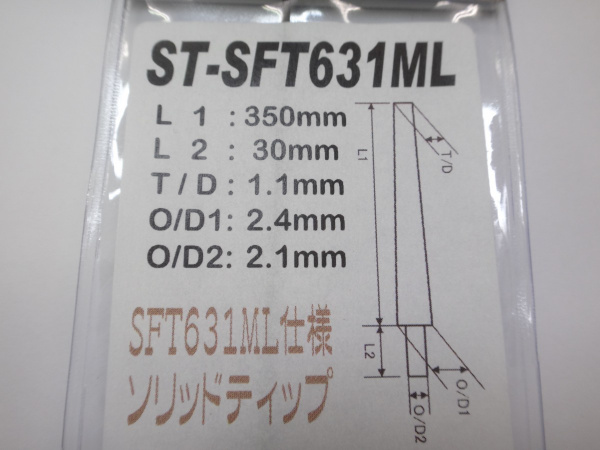 ST-SFT631ML
L 1 : 350mm
L 2 : 30mm
T/D : 1.1mm
O/D1: 2.4mm
O/D2: 2.1mm
SFT631ML仕様
ソリッドティップ
L1
T/D
L2
O/D1
O/D2